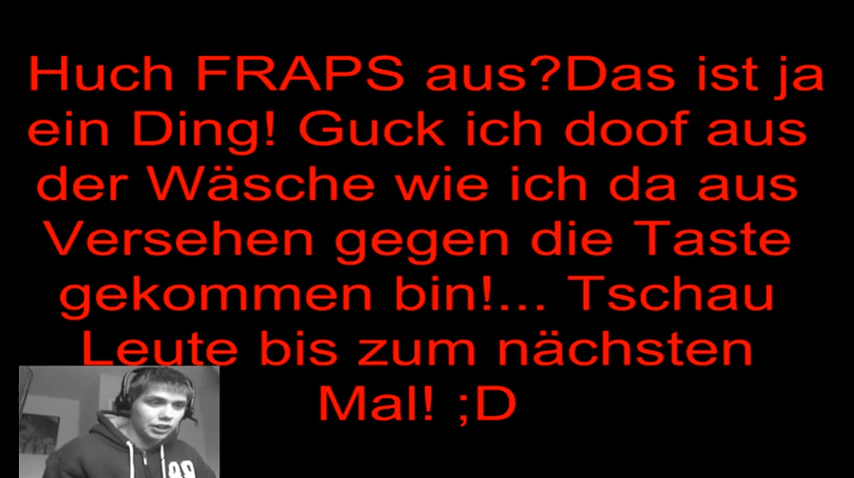 Huch FRAPS aus?Das ist ja
ein Ding! Guck ich doof aus
der Wäsche wie ich da aus
Versehen gegen die Taste
gekommen bin!... Tschau
Leute bis zum nächsten
Mal! ;D
89